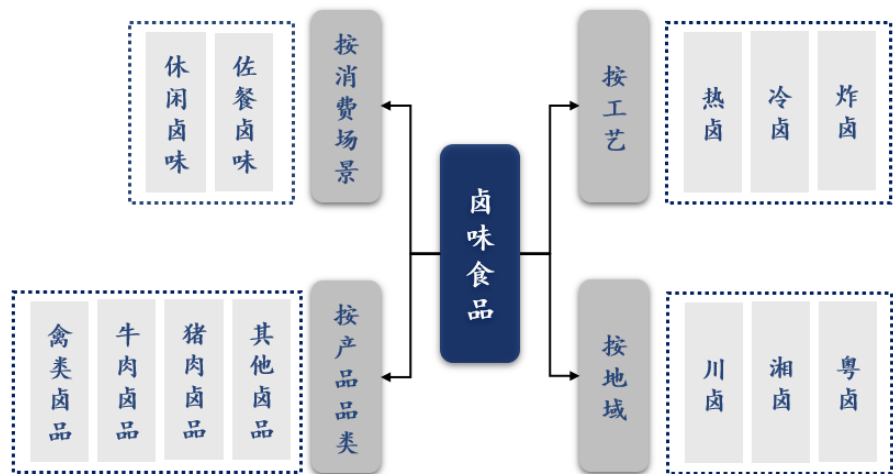 休闲卤味
佐餐卤味
按消费场景
按工艺
热卤
冷卤
炸卤
卤味食品
禽类卤品
牛肉卤品
猪肉卤品
其他卤品
按产品品类
按地域
川卤
湘卤
粤卤